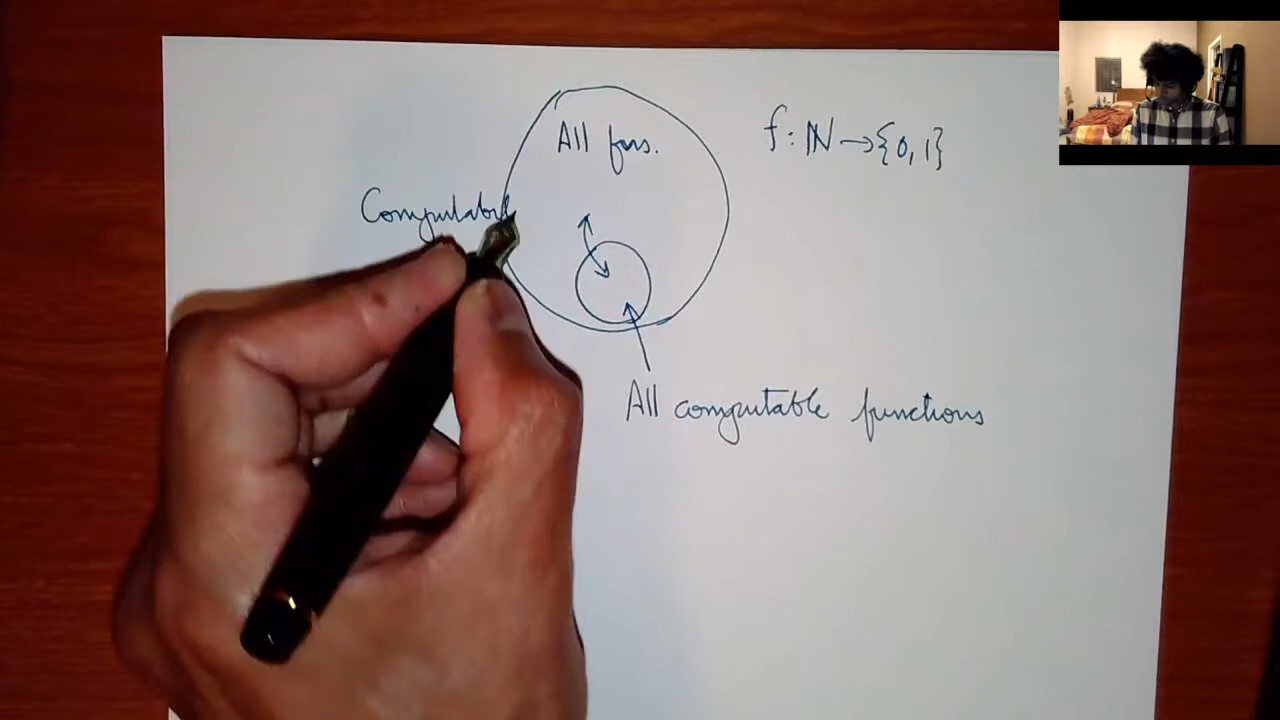 All fns.
f: ℕ → {0, 1}
All computable functions